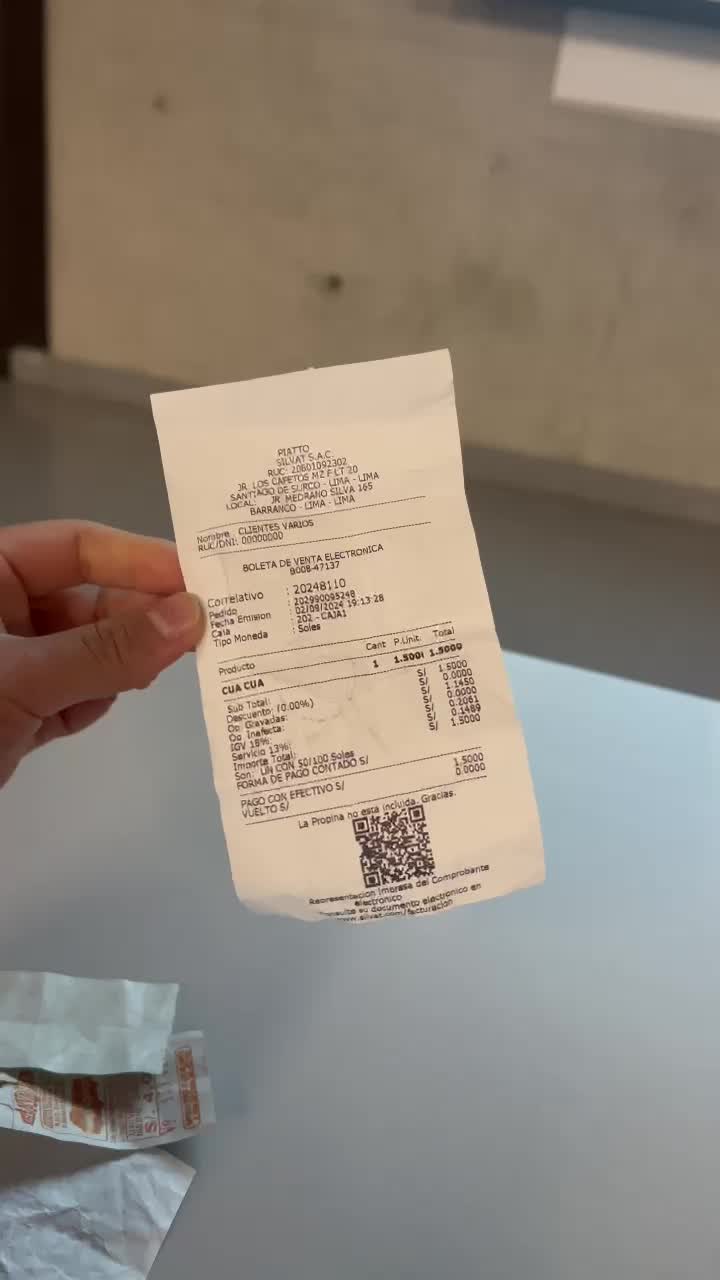 PIATTO
SILVAT S.A.C.
RUC: 20601092302
JR. LOS CAFETOS MZ F LT 20
SANTIAGO DE SURCO - LIMA - LIMA
LOCAL: JR MEDRANO SILVA 165
BARRANCO - LIMA - LIMA
Nombre CLIENTES VARIOS
RUC/DNI: 00000000
BOLETA DE VENTA ELECTRONICA
B008-47137
Correlativo : 20248110
Pedido : 202990095248
Fecha Emision : 02/09/2024 19:13:28
Caja : 202 - CAJA1
Tipo Moneda : Soles
Producto Cant P.Unit. Total
CUA CUA 1 1.500 1.5000
Sub Total: S/ 1.5000
Descuento: (0.00%) S/ 0.0000
Op Gravadas: S/ 1.1450
Op Inafecta: S/ 0.0000
IGV 18%: S/ 0.2061
Servicio 13%: S/ 0.1489
Importe Total: S/ 1.5000
Son: UN CON 50/100 Soles
FORMA DE PAGO CONTADO S/
PAGO CON EFECTIVO S/ 1.5000
VUELTO S/ 0.0000
La Propina no esta incluida. Gracias.
Representacion Impresa del Comprobante
electronico
Consulte su documento electronico en
www.silvat.com/facturacion
S/.